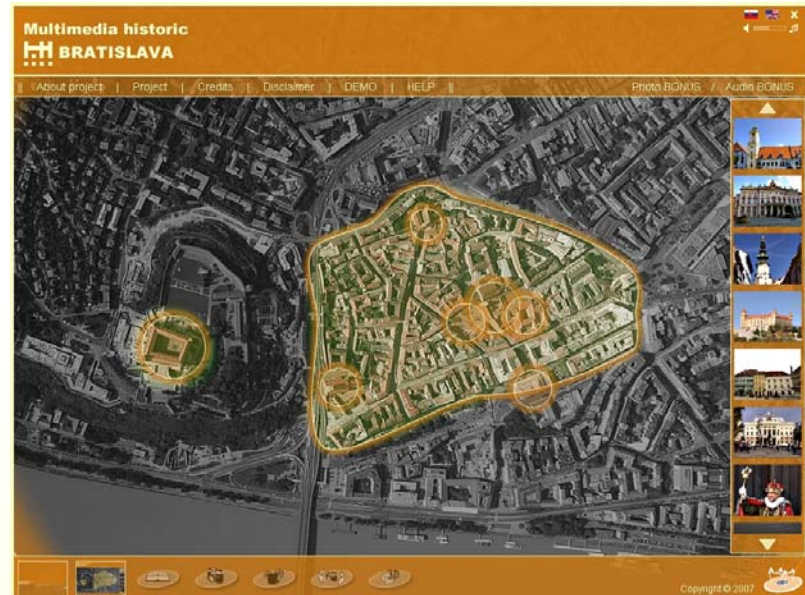 Multimedia historic
BRATISLAVA
X
|| About project | Project | Credits | Disclaimer | DEMO | HELP ||
Photo BONUS / Audio BONUS
Copyright © 2007